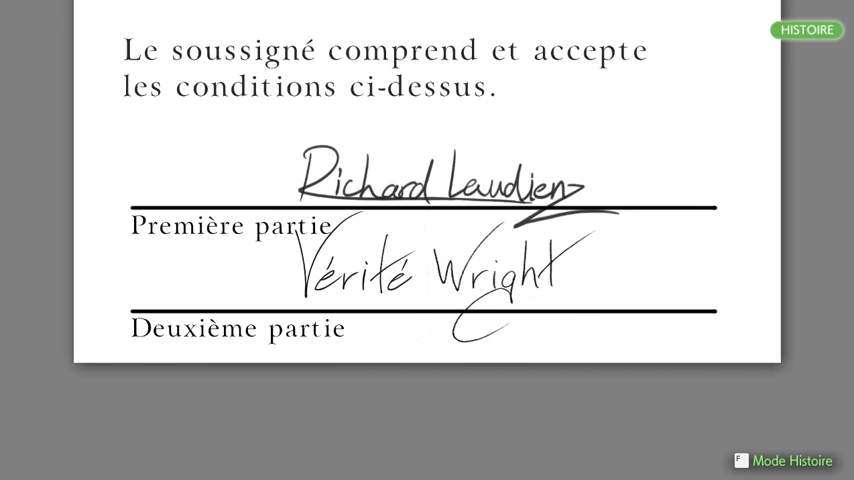 HISTOIRE
Le soussigné comprend et accepte
les conditions ci-dessus.
Richard Laudienz
Première partie
Vérité Wright
Deuxième partie
F Mode Histoire